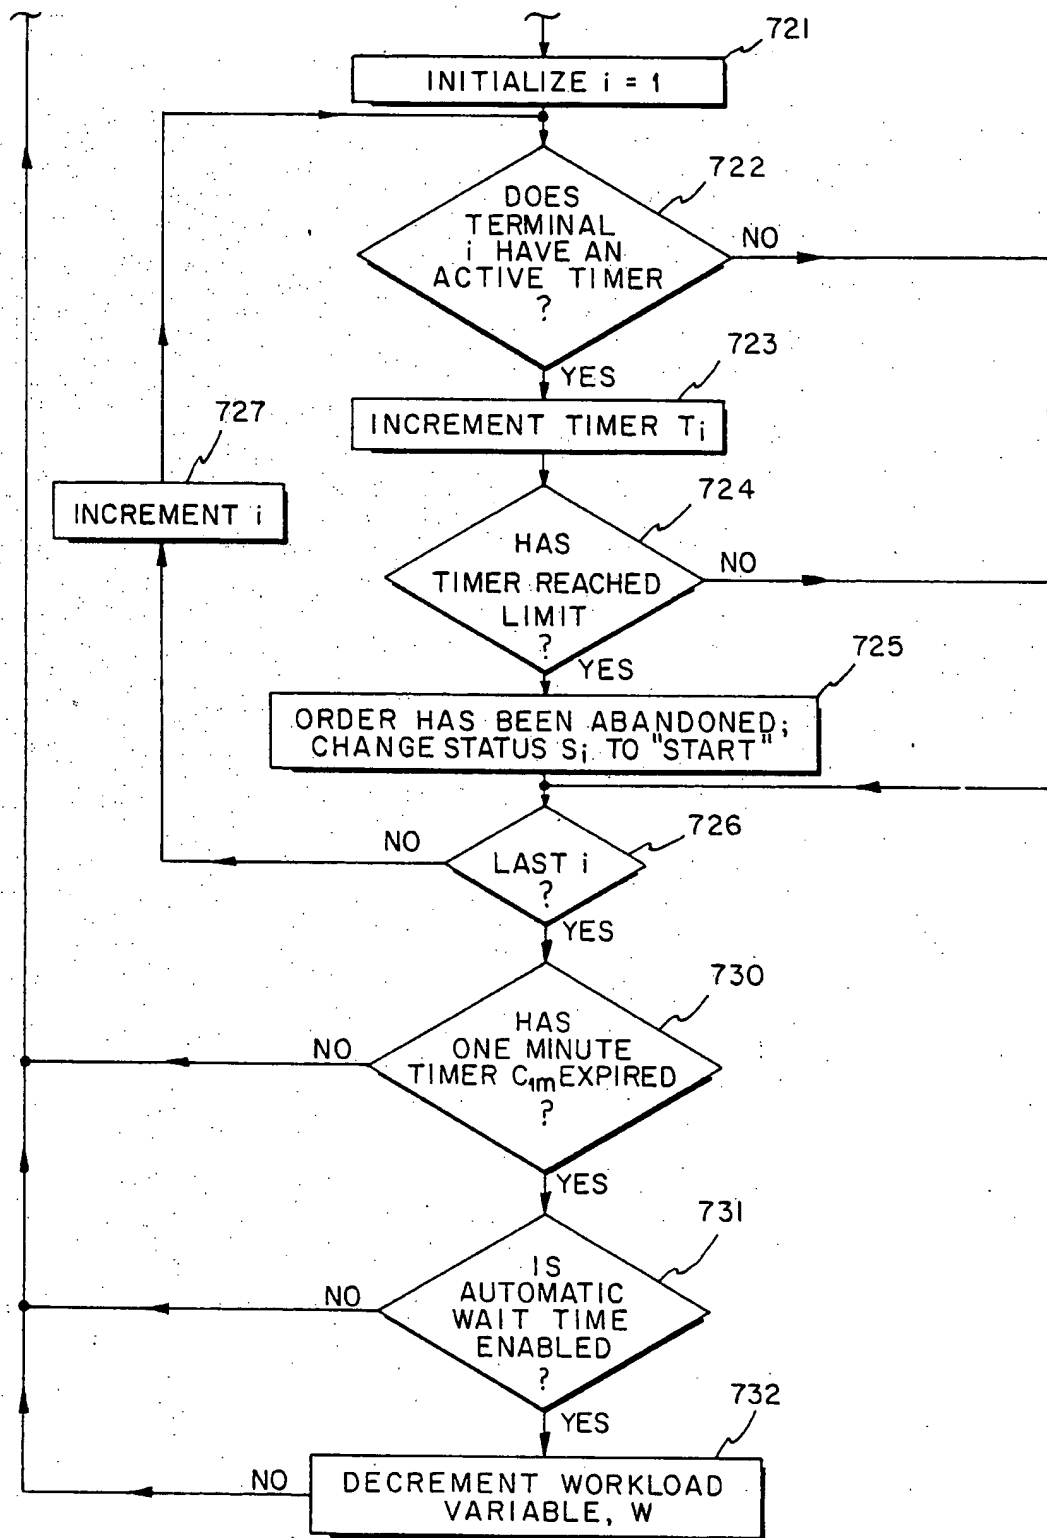 721
INITIALIZE i = 1
722
DOES
TERMINAL
i HAVE AN
ACTIVE TIMER
?
NO
YES
723
INCREMENT TIMER Ti
727
INCREMENT i
724
HAS
TIMER REACHED
LIMIT
?
NO
YES
725
ORDER HAS BEEN ABANDONED;
CHANGE STATUS Si TO "START"
726
NO
LAST i
?
YES
730
HAS
ONE MINUTE
TIMER C1m EXPIRED
?
NO
YES
731
IS
AUTOMATIC
WAIT TIME
ENABLED
?
NO
YES
732
NO
DECREMENT WORKLOAD
VARIABLE, W